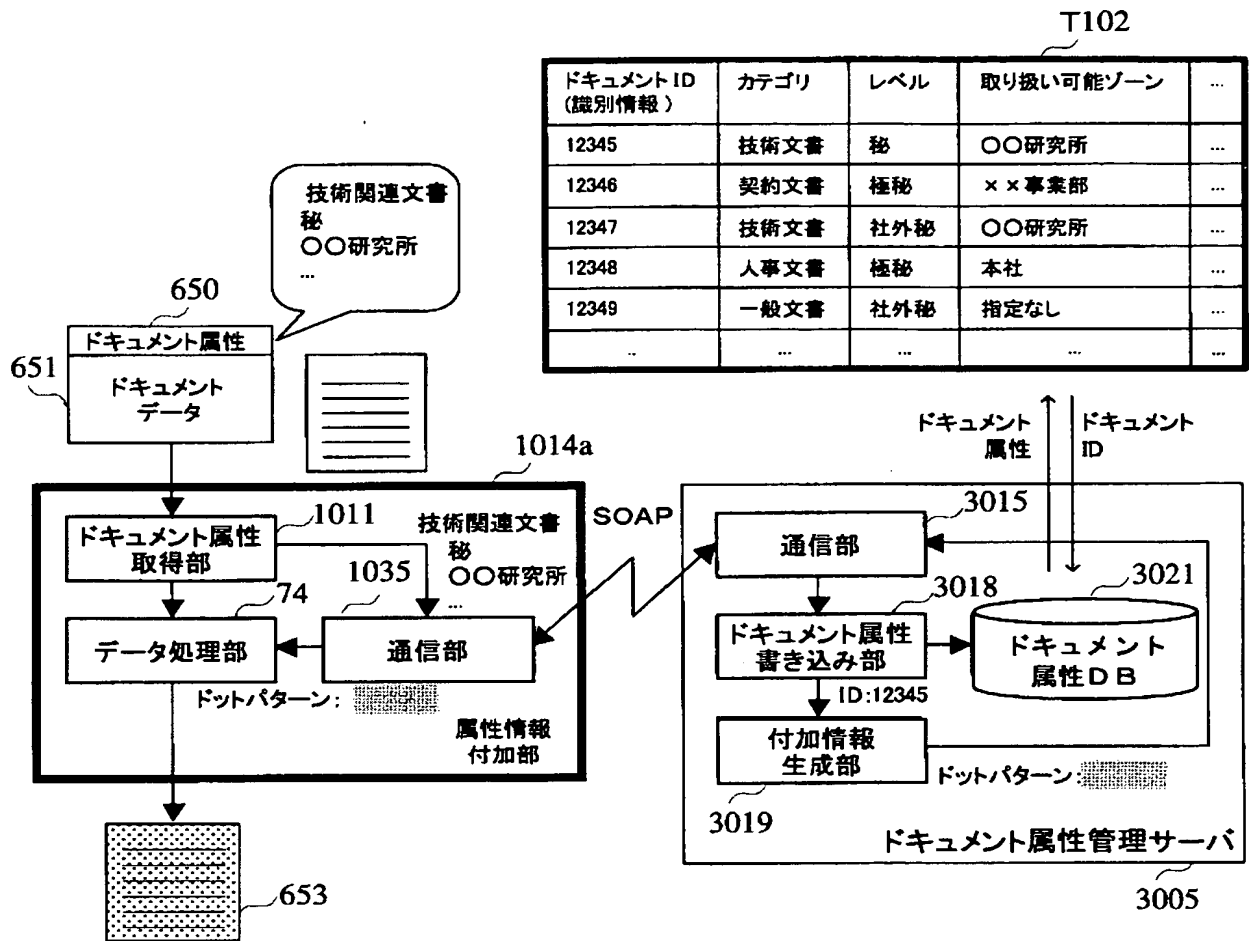 T102
ドキュメントID
(識別情報)
カテゴリ
レベル
取り扱い可能ゾーン
...
12345
技術文書
秘
〇〇研究所
...
12346
契約文書
極秘
××事業部
...
12347
技術文書
社外秘
〇〇研究所
...
12348
人事文書
極秘
本社
...
12349
一般文書
社外秘
指定なし
...
..
...
...
...
...
技術関連文書
秘
〇〇研究所
...
650
ドキュメント属性
651
ドキュメント
データ
1014a
1011
ドキュメント属性
取得部
技術関連文書
秘
〇〇研究所
...
1035
74
データ処理部
通信部
ドットパターン:
属性情報
付加部
653
SOAP
ドキュメント
属性
ドキュメント
ID
3015
通信部
3018
ドキュメント属性
書き込み部
3021
ドキュメント
属性DB
ID:12345
付加情報
生成部
ドットパターン:
3019
ドキュメント属性管理サーバ
3005